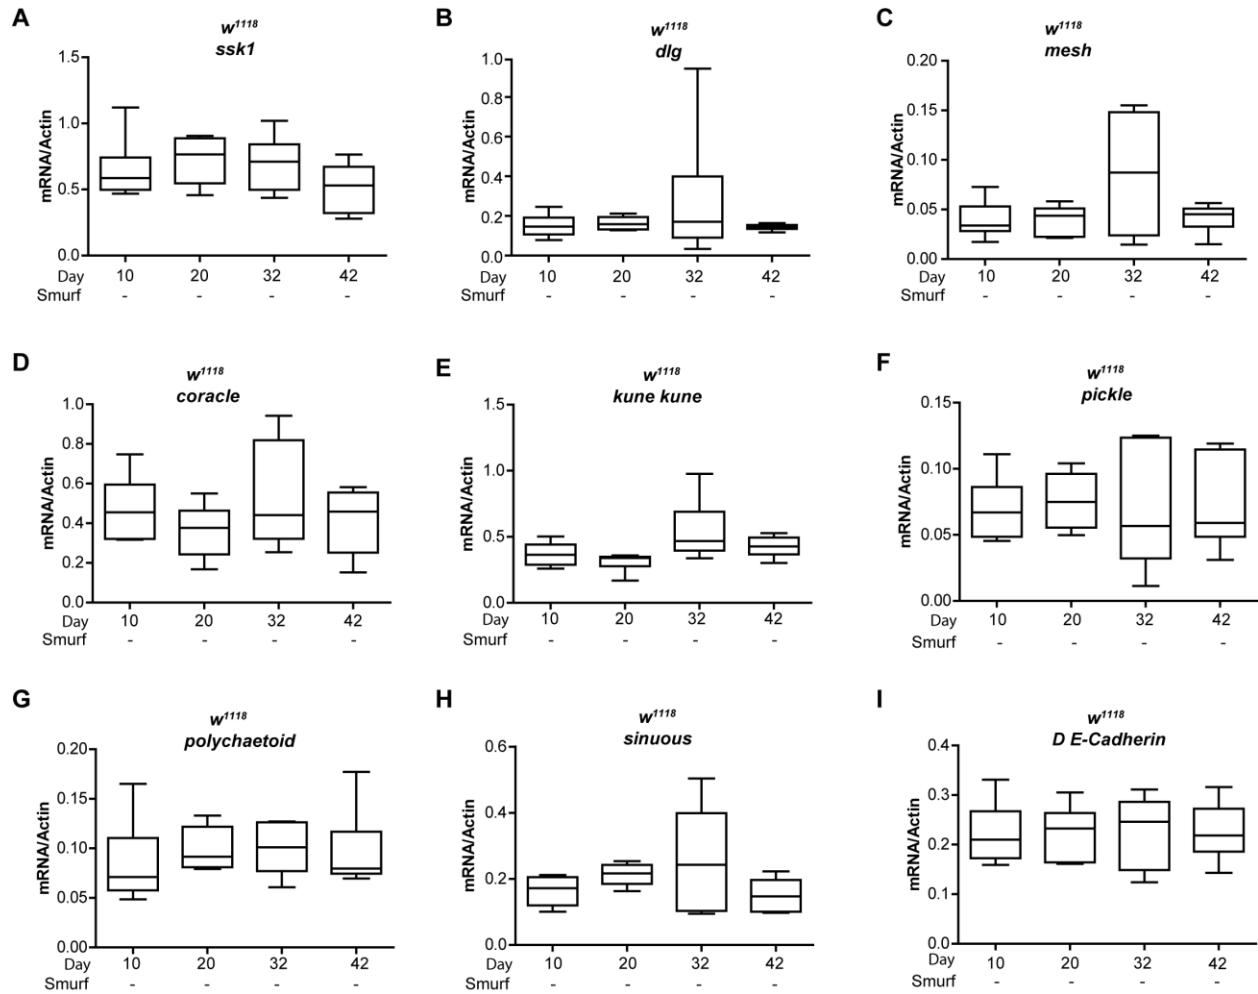 A
w1118
ssk1
mRNA/Actin
1.5
1.0
0.5
0.0
Day 10 20 32 42
Smurf - - - -
B
w1118
dlg
mRNA/Actin
1.0
0.8
0.6
0.4
0.2
0.0
Day 10 20 32 42
Smurf - - - -
C
w1118
mesh
mRNA/Actin
0.20
0.15
0.10
0.05
0.00
Day 10 20 32 42
Smurf - - - -
D
w1118
coracle
mRNA/Actin
1.0
0.8
0.6
0.4
0.2
0.0
Day 10 20 32 42
Smurf - - - -
E
w1118
kune kune
mRNA/Actin
1.5
1.0
0.5
0.0
Day 10 20 32 42
Smurf - - - -
F
w1118
pickle
mRNA/Actin
0.15
0.10
0.05
0.00
Day 10 20 32 42
Smurf - - - -
G
w1118
polychaetoid
mRNA/Actin
0.20
0.15
0.10
0.05
0.00
Day 10 20 32 42
Smurf - - - -
H
w1118
sinuous
mRNA/Actin
0.6
0.4
0.2
0.0
Day 10 20 32 42
Smurf - - - -
I
w1118
D E-Cadherin
mRNA/Actin
0.4
0.3
0.2
0.1
0.0
Day 10 20 32 42
Smurf - - - -